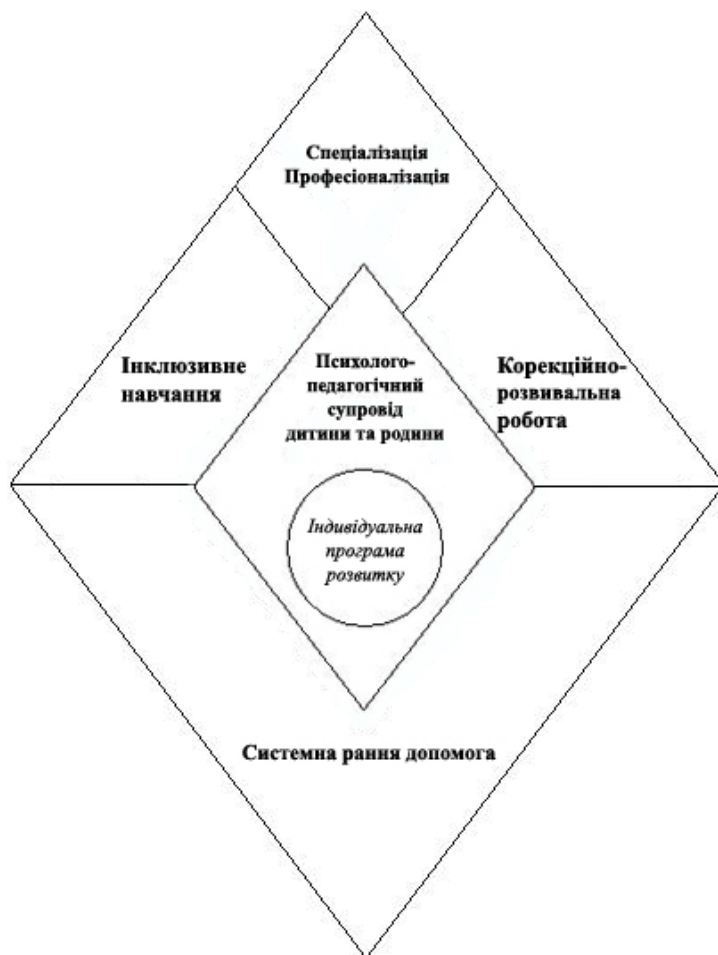 Спеціалізація
Професіоналізація
Інклюзивне
навчання
Психолого-
педагогічний
супровід
дитини та родини
Корекційно-
розвивальна
робота
Індивідуальна
програма
розвитку
Системна рання допомога